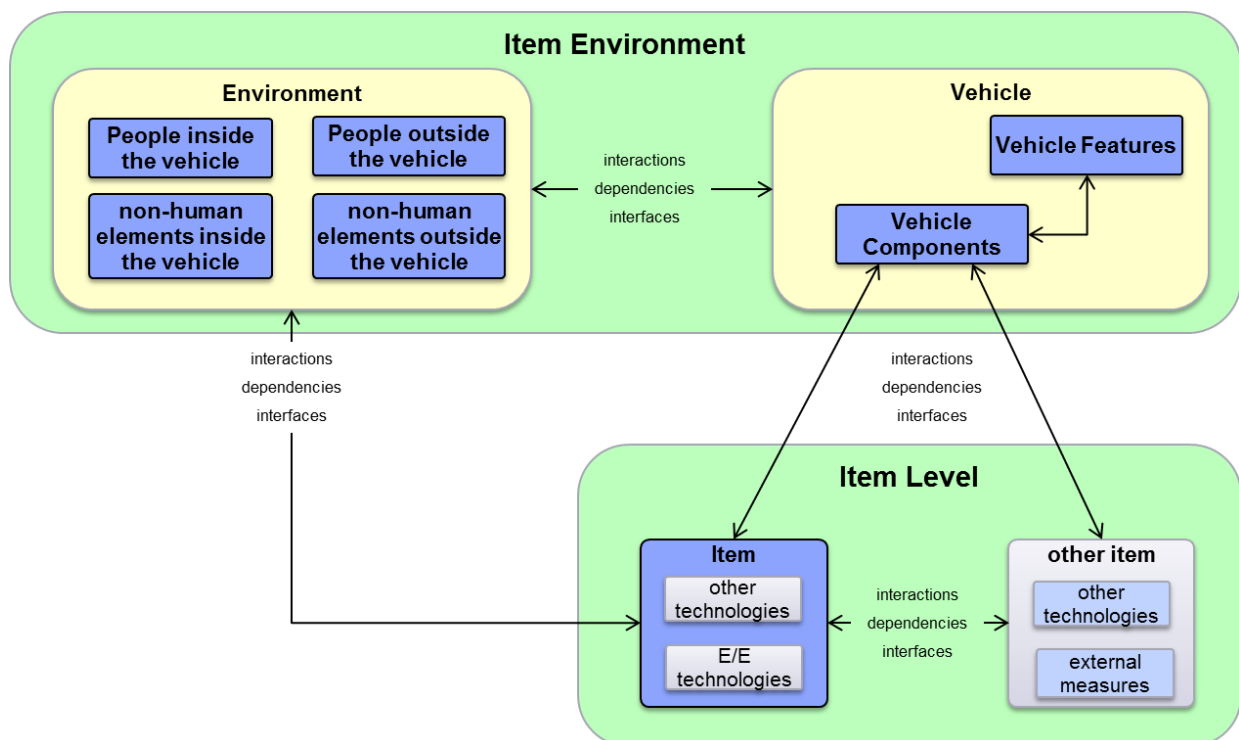 Item Environment
Environment
People inside
the vehicle
People outside
the vehicle
non-human
elements inside
the vehicle
non-human
elements outside
the vehicle
interactions
dependencies
interfaces
Vehicle
Vehicle Features
Vehicle
Components
interactions
dependencies
interfaces
interactions
dependencies
interfaces
Item Level
Item
other
technologies
E/E
technologies
interactions
dependencies
interfaces
other item
other
technologies
external
measures